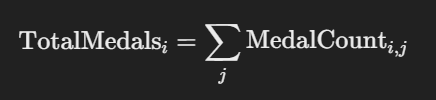 TotalMedals_i = ∑_j MedalCount_{i,j}